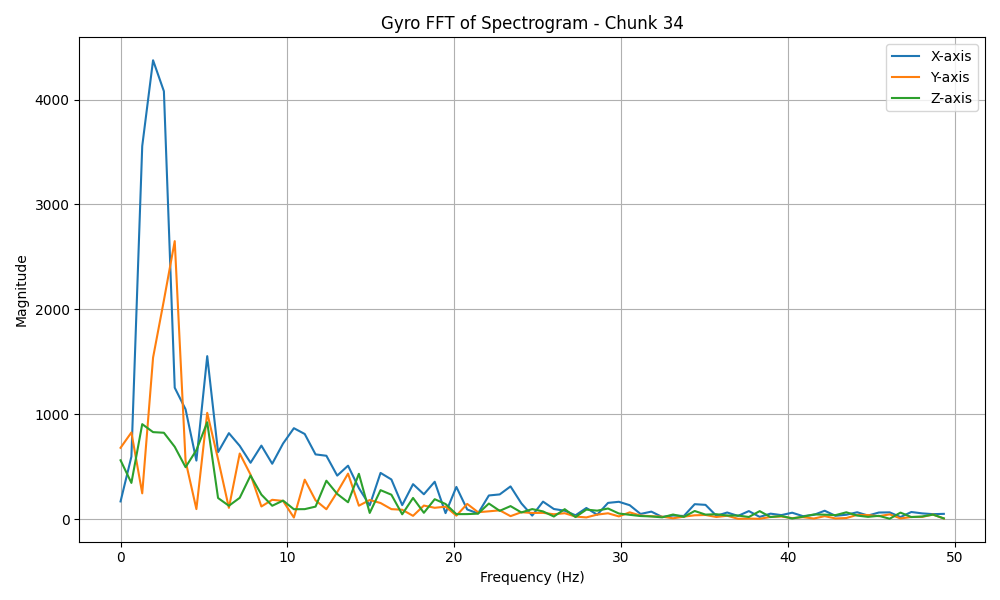 Gyro FFT of Spectrogram - Chunk 34
X-axis
Y-axis
Z-axis
Magnitude
4000
3000
2000
1000
0
0 10 20 30 40 50
Frequency (Hz)